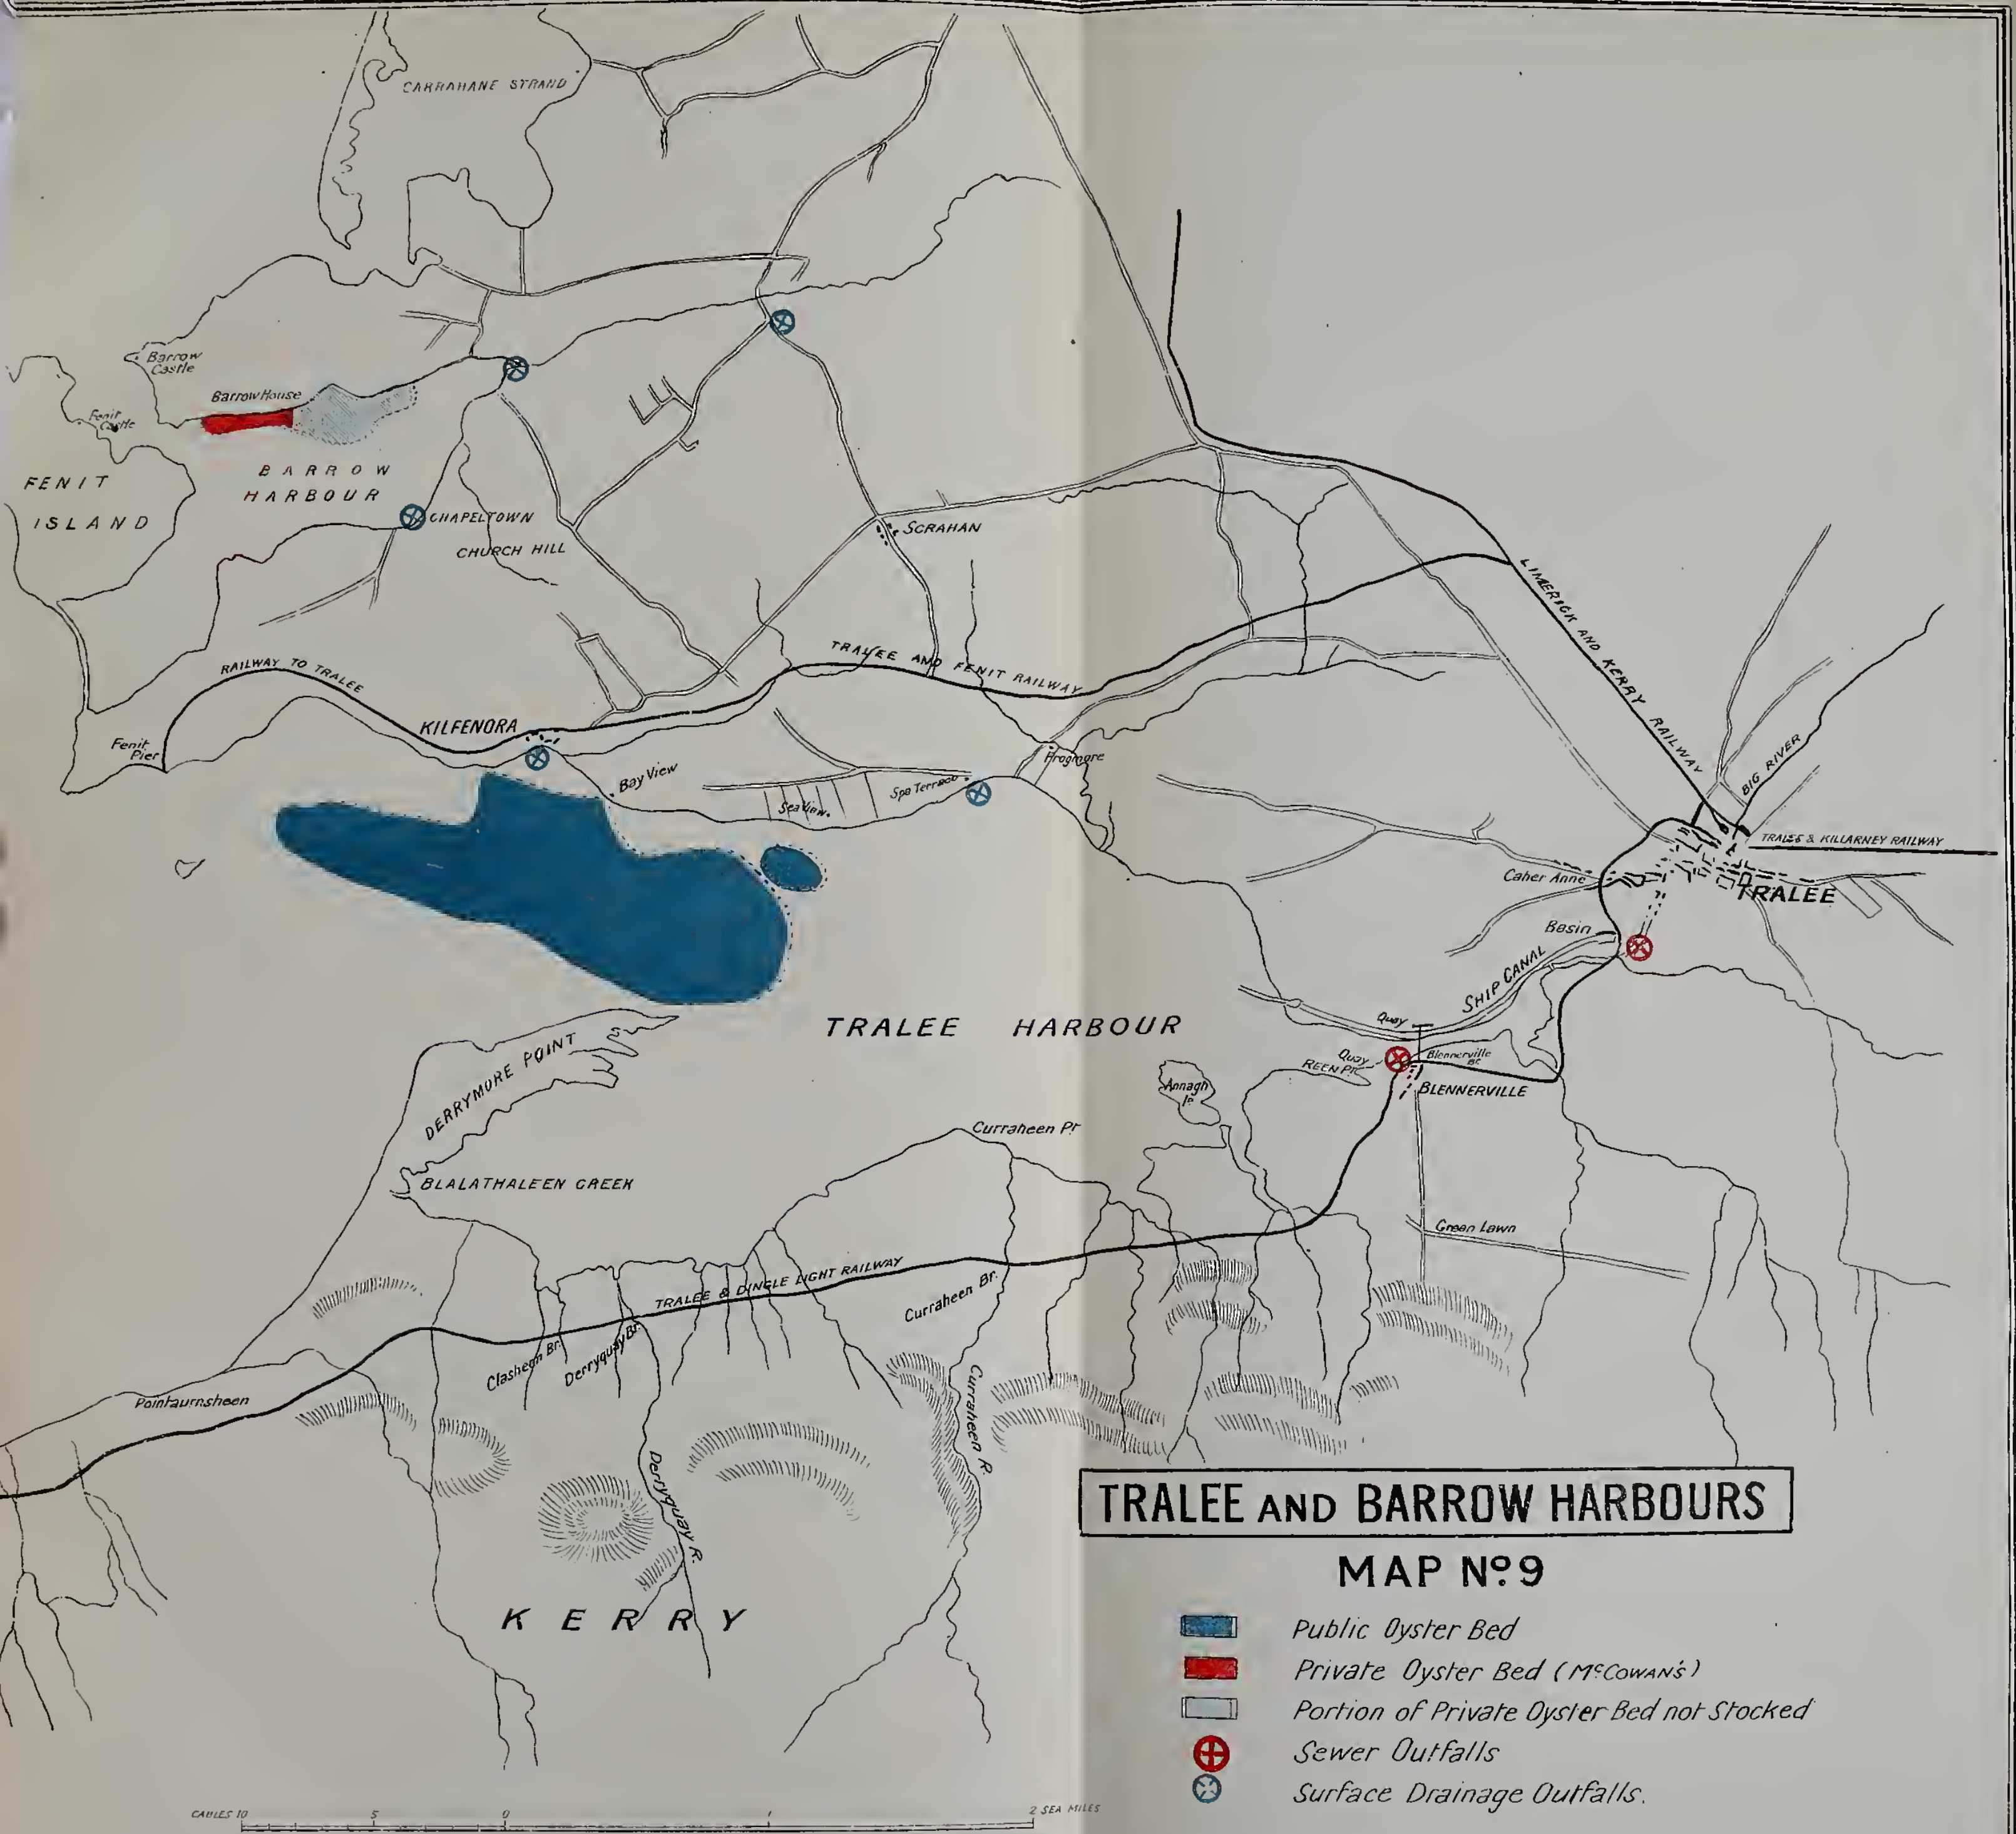 CARRAHANE STRAND
Barrow
Castle
Barrow House
Fenit
Castle
BARROW
HARBOUR
FENIT
ISLAND
CHAPELTOWN
CHURCH HILL
SCRAHAN
LIMERICK AND KERRY RAILWAY
RAILWAY TO TRALEE
TRALEE AND FENIT RAILWAY
KILFENORA
Fenit
Pier
Bay View
Sea View
Spa Terrace
Frogmore
BIG RIVER
TRALEE & KILLARNEY RAILWAY
Caher Anne
TRALEE
Basin
SHIP CANAL
TRALEE HARBOUR
Quay
Quay
REEN Pt.
Blennerville
Br.
BLENNERVILLE
DERRYMORE POINT
Annagh
Id.
Curraheen Pt
BLALATHALEEN CREEK
Green Lawn
TRALEE & DINGLE LIGHT RAILWAY
Curraheen Br.
Clasheen Br.
Derryquay Br.
Curraheen R.
Pointaurnsheen
Derryquay R.
KERRY
TRALEE AND BARROW HARBOURS
MAP No. 9
Public Oyster Bed
Private Oyster Bed (McCOWAN'S)
Portion of Private Oyster Bed not Stocked
Sewer Outfalls
Surface Drainage Outfalls.
CABLES 10 5 0 1 2 SEA MILES